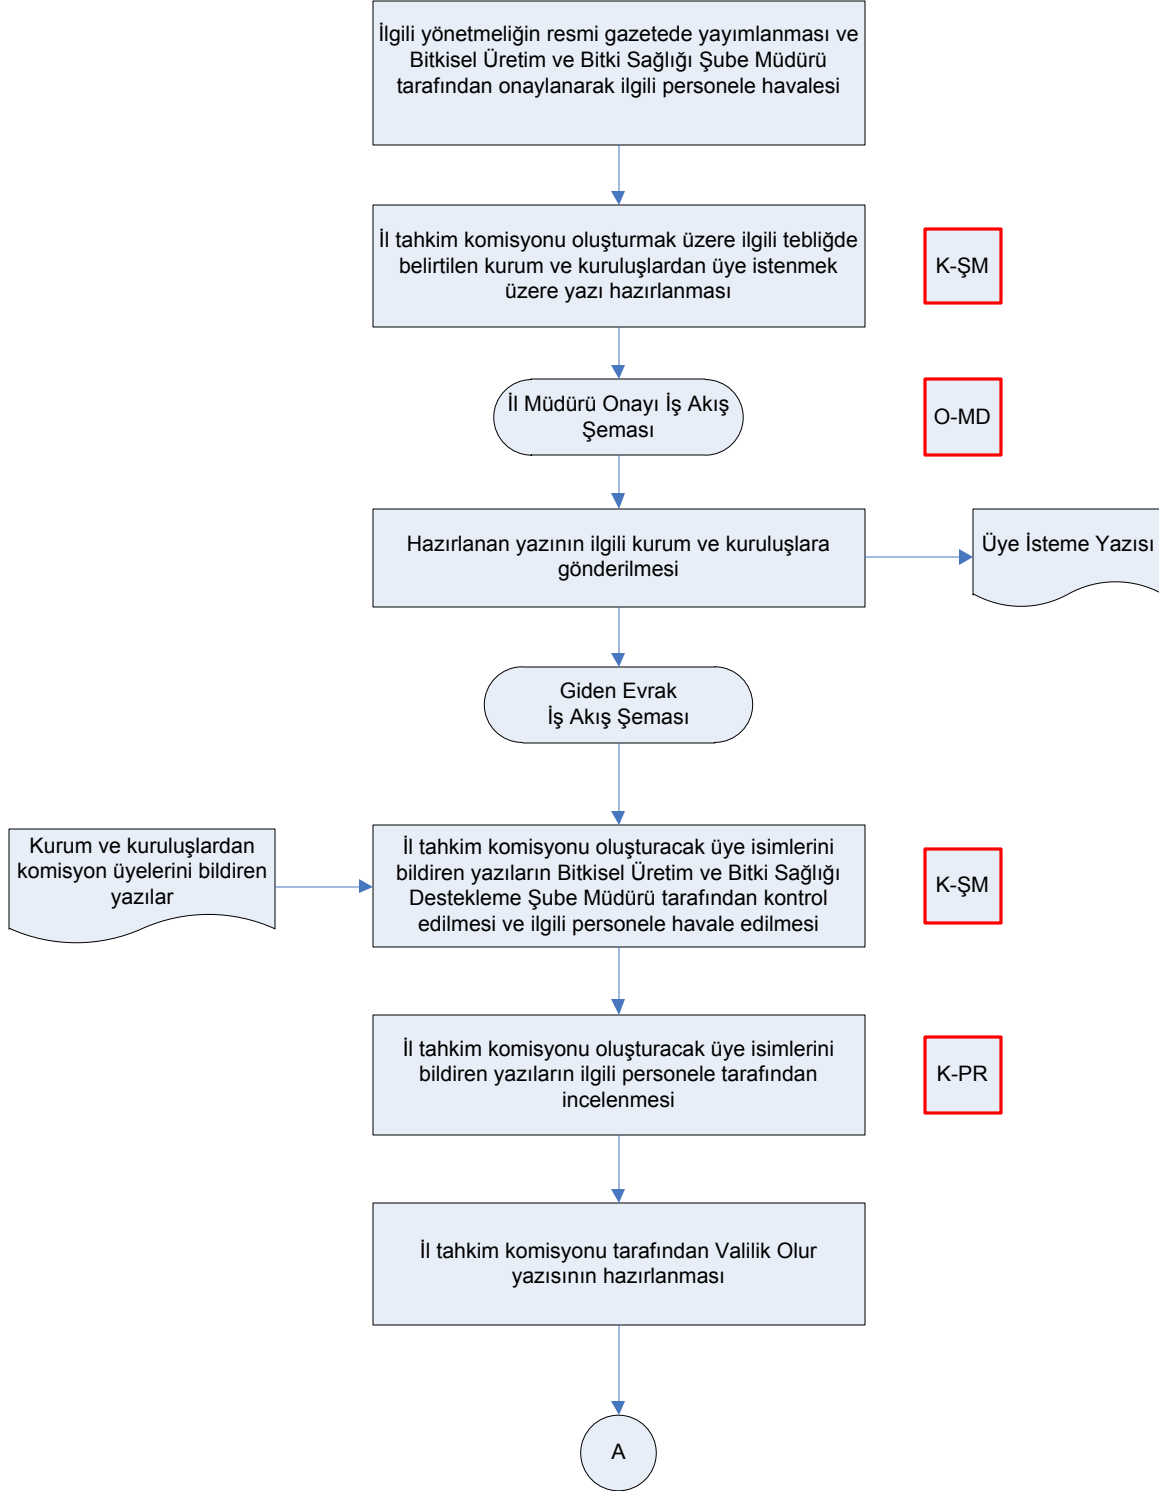 İlgili yönetmeliğin resmi gazetede yayımlanması ve
Bitkisel Üretim ve Bitki Sağlığı Şube Müdürü
tarafından onaylanarak ilgili personele havalesi
İl tahkim komisyonu oluşturmak üzere ilgili tebliğde
belirtilen kurum ve kuruluşlardan üye istenmek
üzere yazı hazırlanması
K-ŞM
İl Müdürü Onayı İş Akış
Şeması
O-MD
Hazırlanan yazının ilgili kurum ve kuruluşlara
gönderilmesi
Üye İsteme Yazısı
Giden Evrak
İş Akış Şeması
Kurum ve kuruluşlardan
komisyon üyelerini bildiren
yazılar
İl tahkim komisyonu oluşturacak üye isimlerini
bildiren yazıların Bitkisel Üretim ve Bitki Sağlığı
Destekleme Şube Müdürü tarafından kontrol
edilmesi ve ilgili personele havale edilmesi
K-ŞM
İl tahkim komisyonu oluşturacak üye isimlerini
bildiren yazıların ilgili personele tarafından
incelenmesi
K-PR
İl tahkim komisyonu tarafından Valilik Olur
yazısının hazırlanması
A